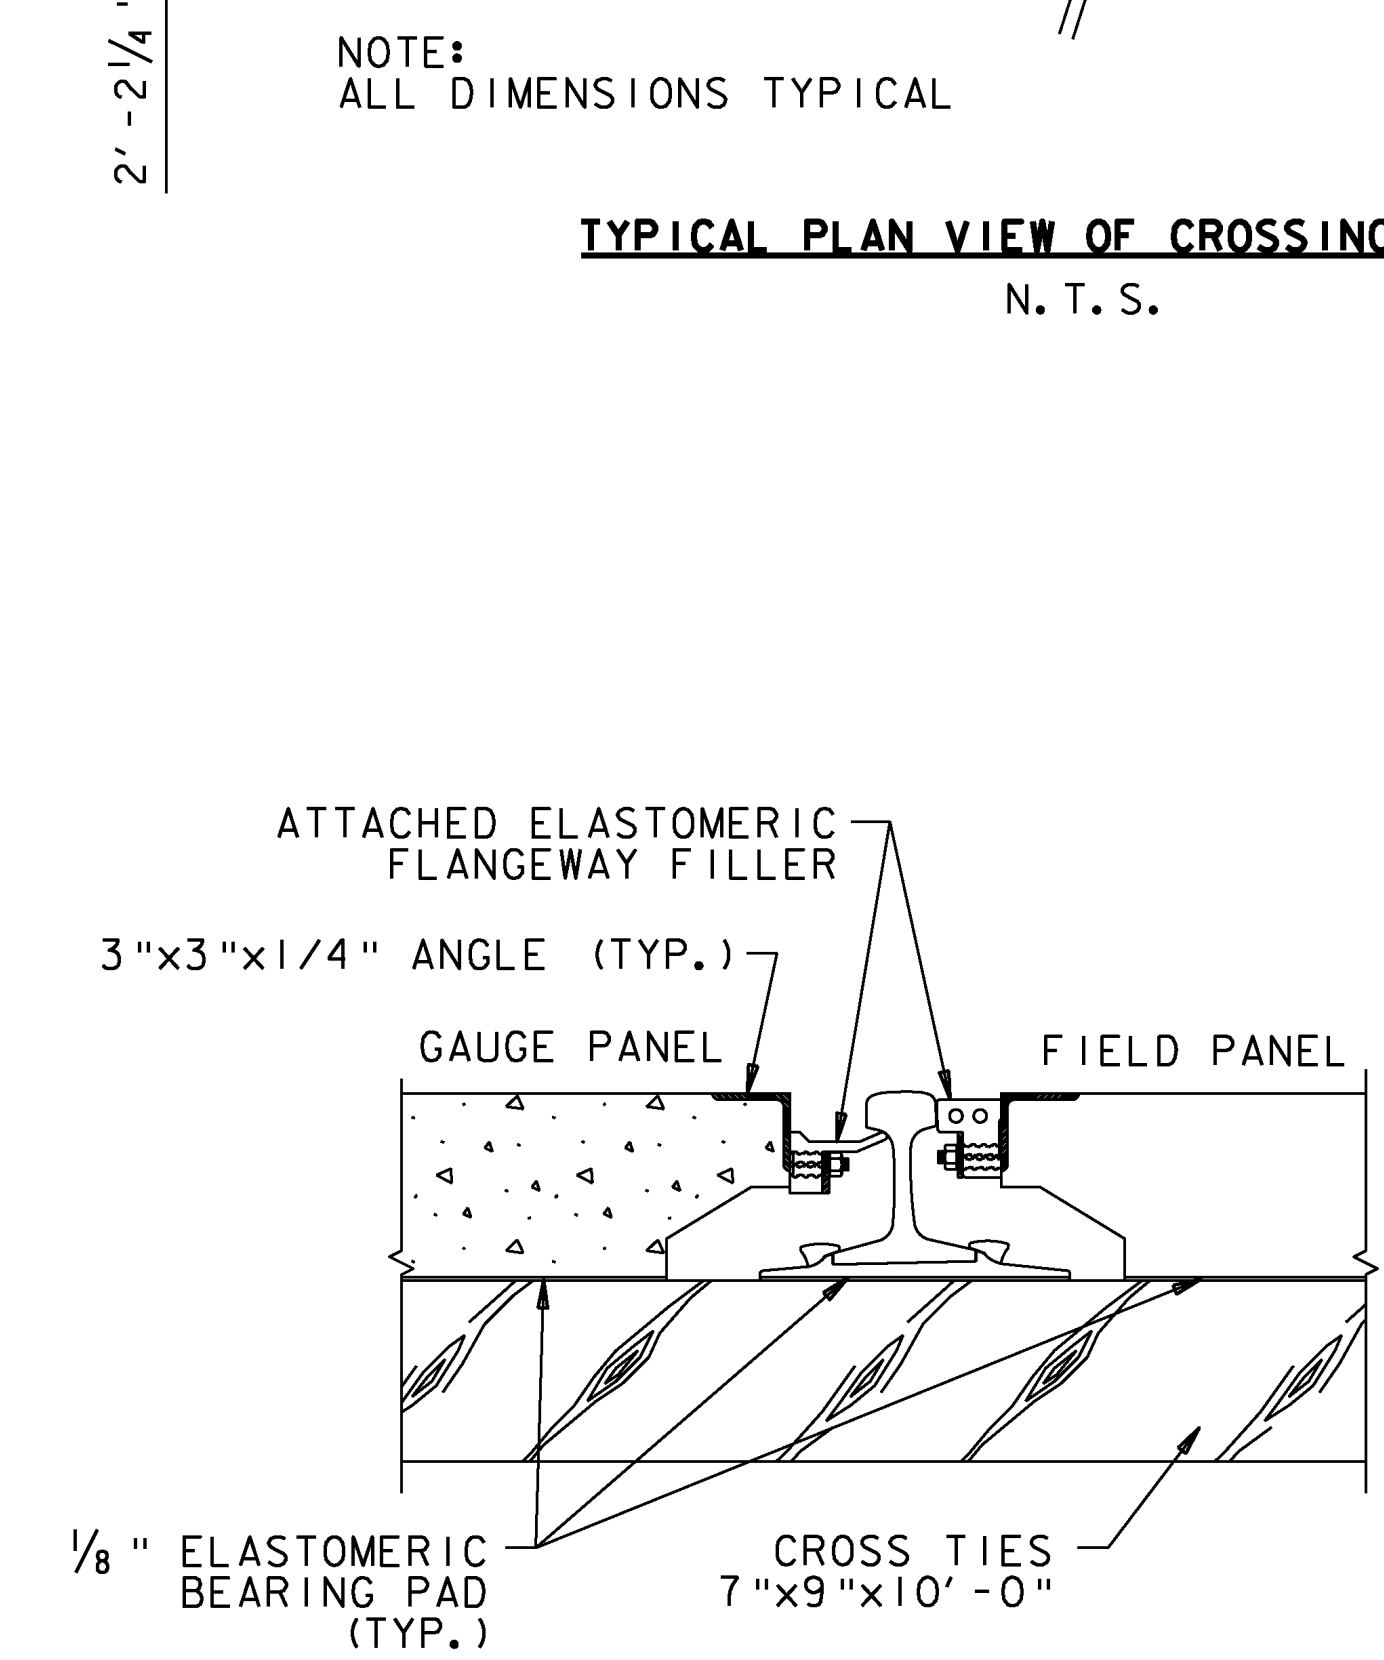 2'-2¼"
NOTE:
ALL DIMENSIONS TYPICAL
TYPICAL PLAN VIEW OF CROSSING
N.T.S.
ATTACHED ELASTOMERIC
FLANGEWAY FILLER
3"x3"x1/4" ANGLE (TYP.)
GAUGE PANEL
FIELD PANEL
⅛" ELASTOMERIC
BEARING PAD
(TYP.)
CROSS TIES
7"x9"x10'-0"